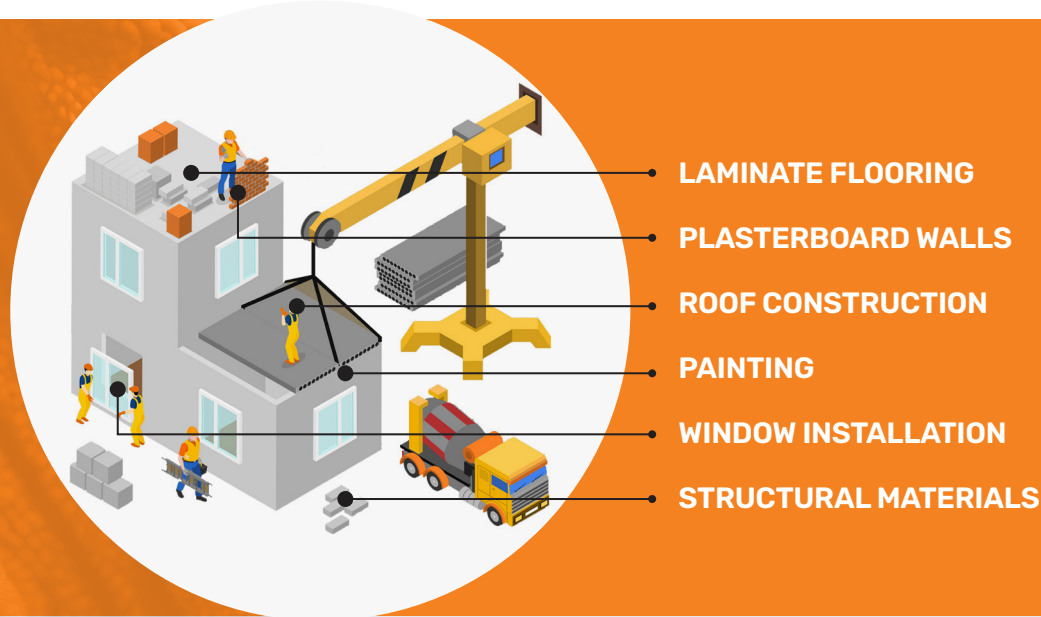 LAMINATE FLOORING
PLASTERBOARD WALLS
ROOF CONSTRUCTION
PAINTING
WINDOW INSTALLATION
STRUCTURAL MATERIALS